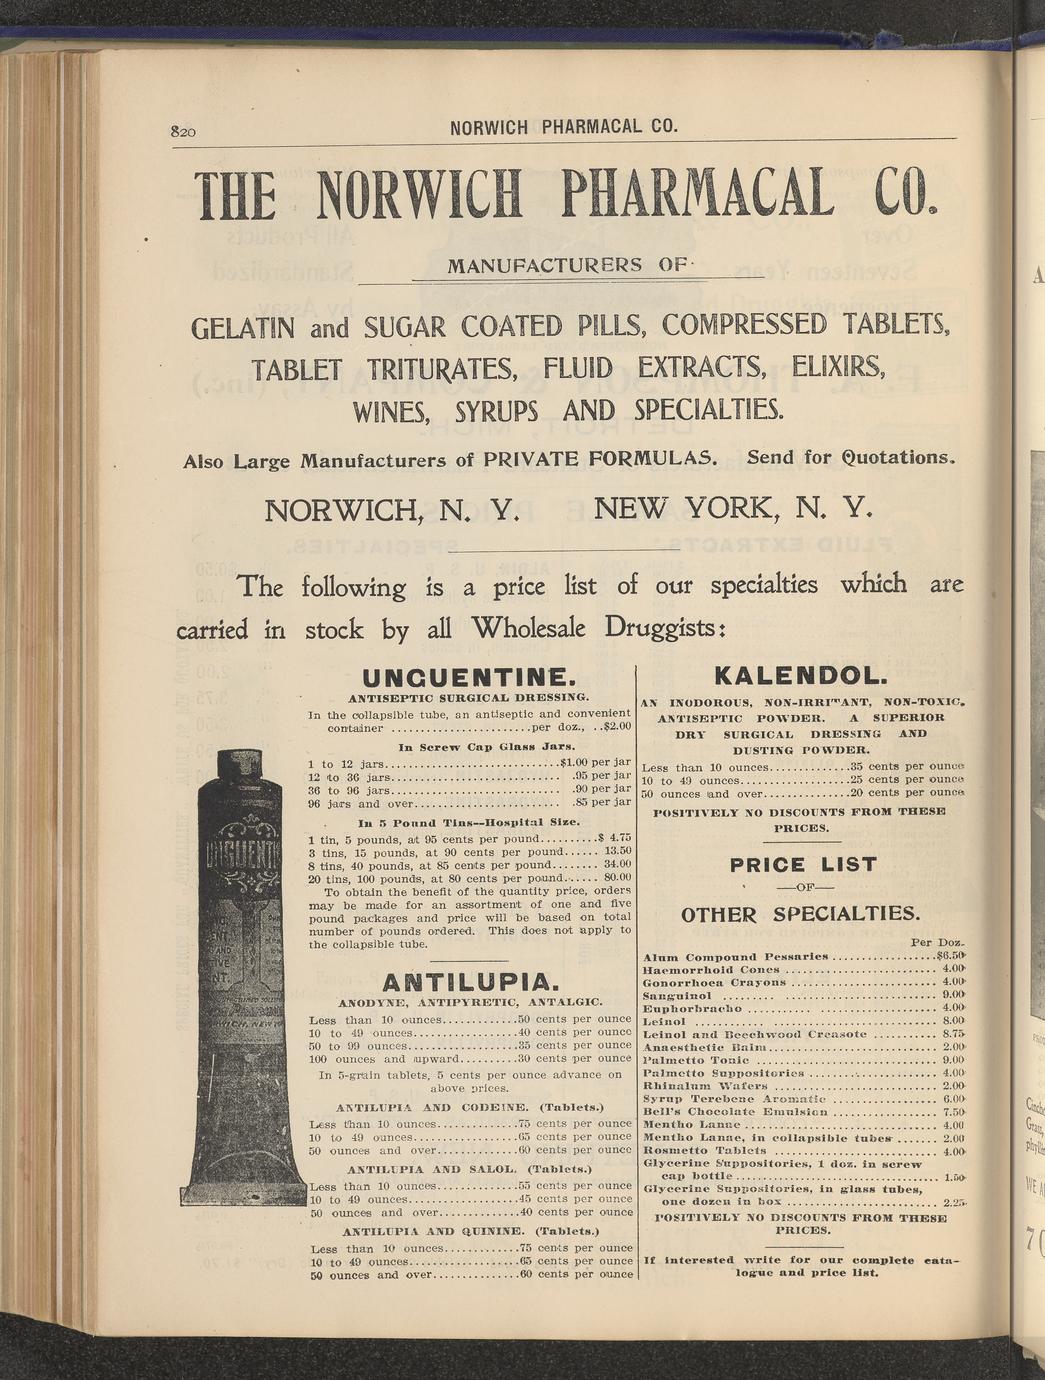 820
NORWICH PHARMACAL CO.
THE NORWICH PHARMACAL CO.
MANUFACTURERS OF
GELATIN and SUGAR COATED PILLS, COMPRESSED TABLETS,
TABLET TRITURATES, FLUID EXTRACTS, ELIXIRS,
WINES, SYRUPS AND SPECIALTIES.
Also Large Manufacturers of PRIVATE FORMULAS. Send for Quotations.
NORWICH, N. Y. NEW YORK, N. Y.
The following is a price list of our specialties which are
carried in stock by all Wholesale Druggists:
UNGUENTINE.
ANTISEPTIC SURGICAL DRESSING.
In the collapsible tube, an antiseptic and convenient
container ........................per doz., ..$2.00
In Screw Cap Glass Jars.
1 to 12 jars..............................$1.00 per jar
12 to 36 jars............................. .95 per jar
36 to 96 jars............................. .90 per jar
96 jars and over......................... .85 per jar
In 5 Pound Tins--Hospital Size.
1 tin, 5 pounds, at 95 cents per pound..........$ 4.75
3 tins, 15 pounds, at 90 cents per pound...... 13.50
8 tins, 40 pounds, at 85 cents per pound........ 34.00
20 tins, 100 pounds, at 80 cents per pound...... 80.00
To obtain the benefit of the quantity price, orders
may be made for an assortment of one and five
pound packages and price will be based on total
number of pounds ordered. This does not apply to
the collapsible tube.
ANTILUPIA.
ANODYNE, ANTIPYRETIC, ANTALGIC.
Less than 10 ounces.............50 cents per ounce
10 to 49 ounces..................40 cents per ounce
50 to 99 ounces...................35 cents per ounce
100 ounces and upward..........30 cents per ounce
In 5-grain tablets, 5 cents per ounce advance on
above prices.
ANTILUPIA AND CODEINE. (Tablets.)
Less than 10 ounces..............75 cents per ounce
10 to 49 ounces..................65 cents per ounce
50 ounces and over..............60 cents per ounce
ANTILUPIA AND SALOL. (Tablets.)
Less than 10 ounces..............55 cents per ounce
10 to 49 ounces..................45 cents per ounce
50 ounces and over..............40 cents per ounce
ANTILUPIA AND QUININE. (Tablets.)
Less than 10 ounces.............75 cents per ounce
10 to 49 ounces...................65 cents per ounce
50 ounces and over...............60 cents per ounce
KALENDOL.
AN INODOROUS, NON-IRRITANT, NON-TOXIC,
ANTISEPTIC POWDER. A SUPERIOR
DRY SURGICAL DRESSING AND
DUSTING POWDER.
Less than 10 ounces..............35 cents per ounce
10 to 49 ounces...................25 cents per ounce
50 ounces and over...............20 cents per ounce
POSITIVELY NO DISCOUNTS FROM THESE
PRICES.
PRICE LIST
—OF—
OTHER SPECIALTIES.
Per Doz.
Alum Compound Pessaries ..................$6.50
Haemorrhoid Cones .......................... 4.00
Gonorrhoea Crayons ......................... 4.00
Sanguinol ........ .......................... 9.00
Euphorbracho ........... ................... 4.00
Leinol ........................................ 8.00
Leinol and Beechwood Creasote ........... 8.75
Anaesthetic Balm............................. 2.00
Palmetto Tonic ............................... 9.00
Palmetto Suppositories ...................... 4.00
Rhinalum Wafers ............................ 2.00
Syrup Terebene Aromatic ................... 6.00
Bell's Chocolate Emulsion .................. 7.50
Mentho Lanae ................................ 4.00
Mentho Lanae, in collapsible tubes ....... 2.00
Rosmetto Tablets ............................ 4.00
Glycerine Suppositories, 1 doz. in screw
cap bottle ................................... 1.50
Glycerine Suppositories, in glass tubes,
one dozen in box .......................... 2.25
POSITIVELY NO DISCOUNTS FROM THESE
PRICES.
If interested write for our complete cata-
logue and price list.